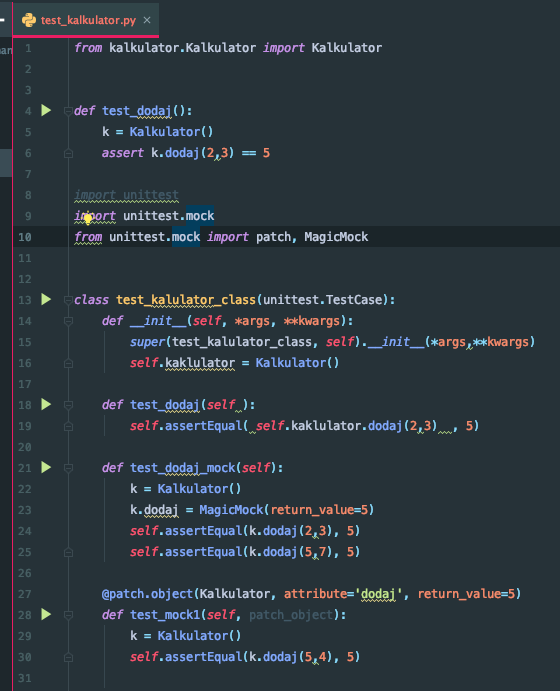 test_kalkulator.py ×
nan
1 from kalkulator.Kalkulator import Kalkulator
2
3
4 def test_dodaj():
5 k = Kalkulator()
6 assert k.dodaj(2,3) == 5
7
8 import unittest
9 import unittest.mock
10 from unittest.mock import patch, MagicMock
11
12
13 class test_kalulator_class(unittest.TestCase):
14 def __init__(self, *args, **kwargs):
15 super(test_kalulator_class, self).__init__(*args,**kwargs)
16 self.kaklulator = Kalkulator()
17
18 def test_dodaj(self ):
19 self.assertEqual( self.kaklulator.dodaj(2,3) , 5)
20
21 def test_dodaj_mock(self):
22 k = Kalkulator()
23 k.dodaj = MagicMock(return_value=5)
24 self.assertEqual(k.dodaj(2,3), 5)
25 self.assertEqual(k.dodaj(5,7), 5)
26
27 @patch.object(Kalkulator, attribute='dodaj', return_value=5)
28 def test_mock1(self, patch_object):
29 k = Kalkulator()
30 self.assertEqual(k.dodaj(5,4), 5)
31